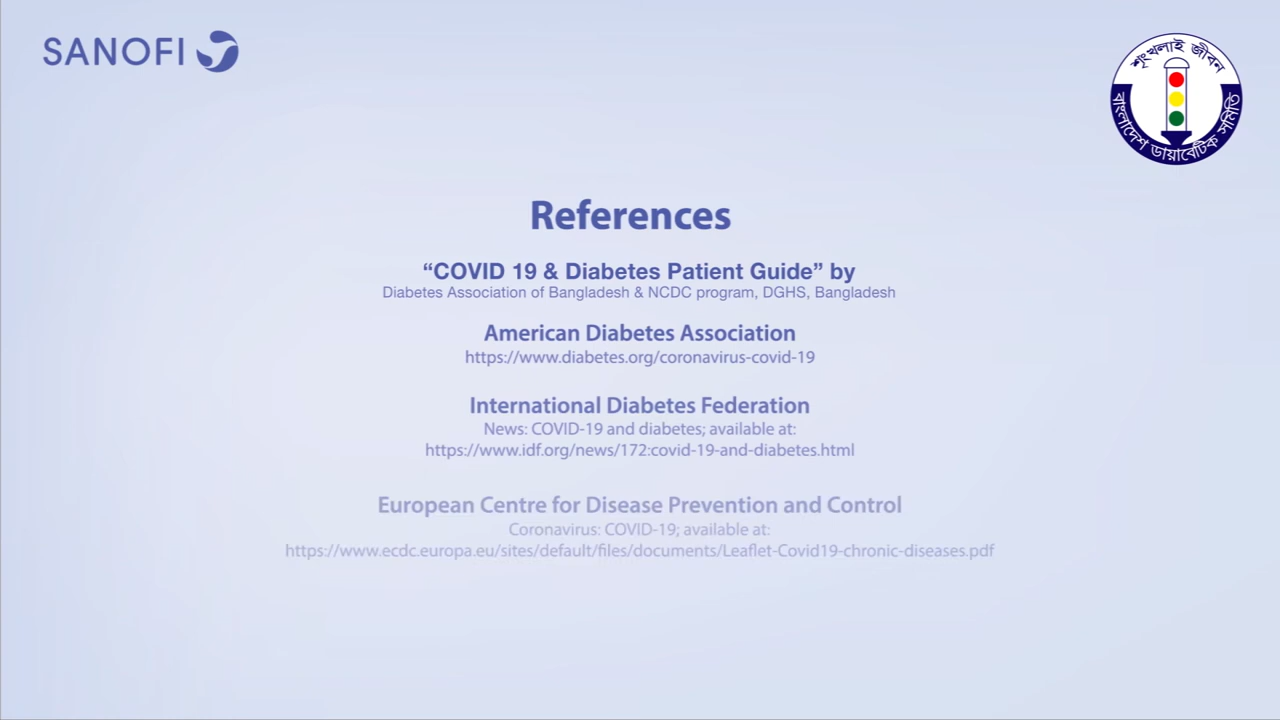 SANOFI
শৃংখলাই জীবন
বাংলাদেশ ডায়াবেটিক সমিতি
References
“COVID 19 & Diabetes Patient Guide” by
Diabetes Association of Bangladesh & NCDC program, DGHS, Bangladesh
American Diabetes Association
https://www.diabetes.org/coronavirus-covid-19
International Diabetes Federation
News: COVID-19 and diabetes; available at:
https://www.idf.org/news/172:covid-19-and-diabetes.html
European Centre for Disease Prevention and Control
Coronavirus: COVID-19; available at:
https://www.ecdc.europa.eu/sites/default/files/documents/Leaflet-Covid19-chronic-diseases.pdf